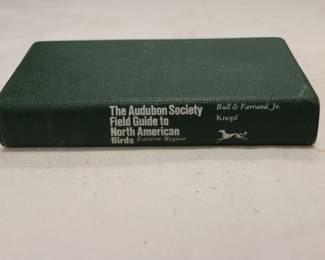 The Audubon Society
Field Guide to
North American
Birds Eastern Region
Bull & Farrand, Jr.
Knopf